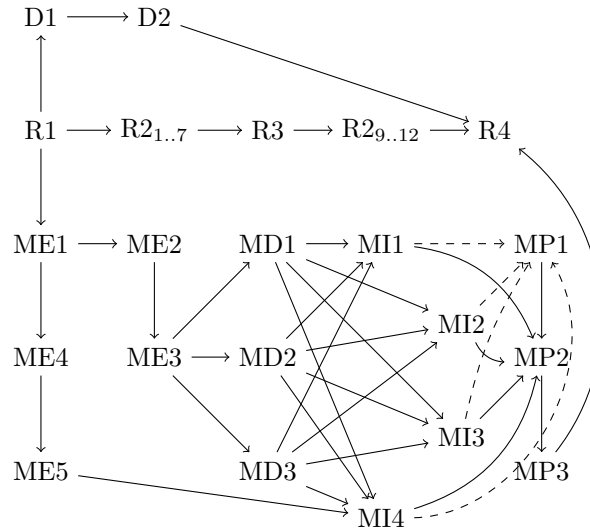 D1 D2
R1 R2₁..₇ R3 R2₉..₁₂ R4
ME1 ME2 MD1 MI1 MP1
MI2
ME4 ME3 MD2 MP2
MI3
ME5 MD3 MP3
MI4